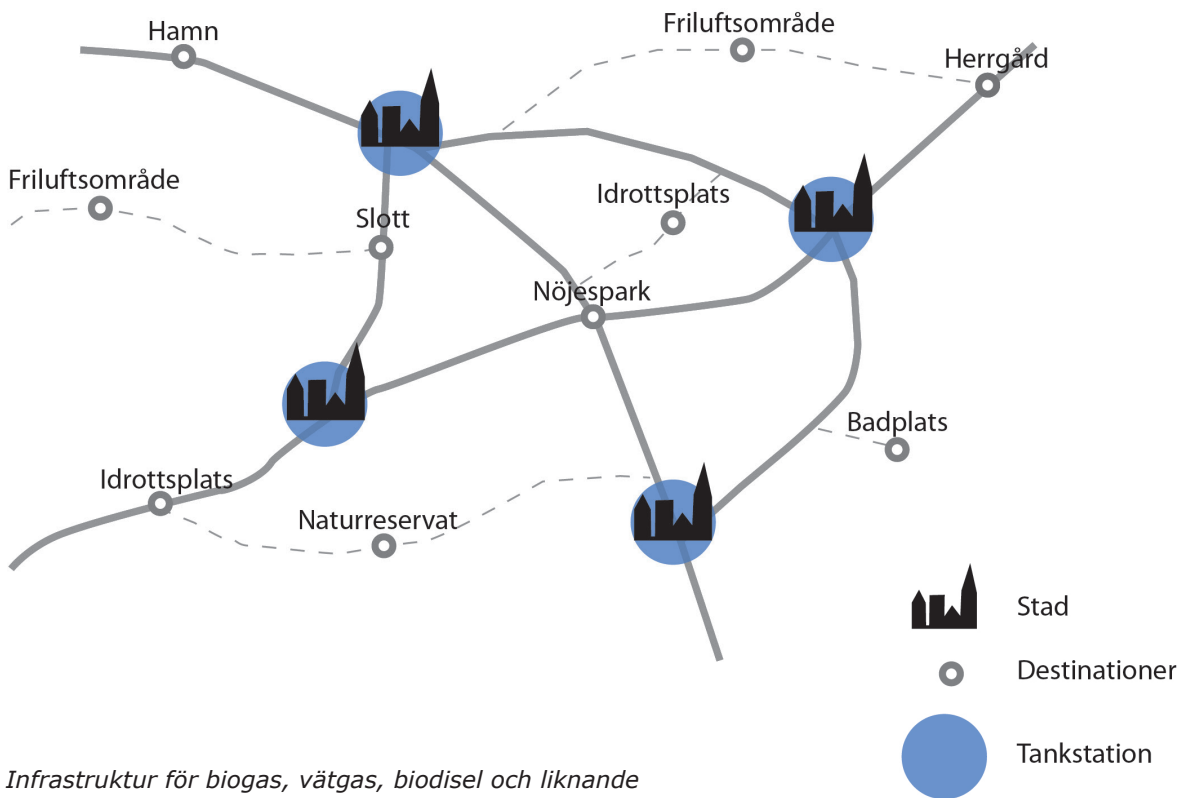 Hamn
Friluftsområde
Herrgård
Friluftsområde
Idrottsplats
Slott
Nöjespark
Badplats
Idrottsplats
Naturreservat
Stad
Destinationer
Tankstation
Infrastruktur för biogas, vätgas, biodisel och liknande